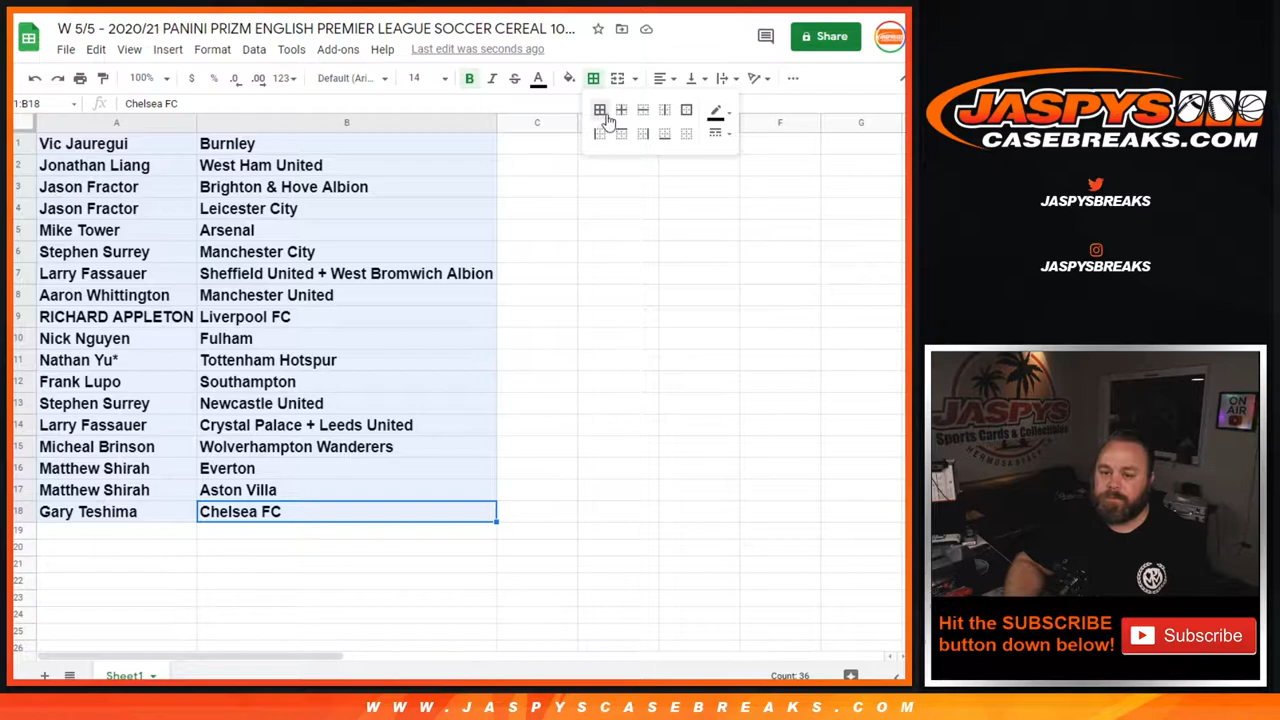 W 5/5 - 2020/21 PANINI PRIZM ENGLISH PREMIER LEAGUE SOCCER CEREAL 10...
File Edit View Insert Format Data Tools Add-ons Help Last edit was seconds ago
Share
100% $ % .0 .00 123 Default (Ari... 14 B I S A
1:B18 fx Chelsea FC
A B C F G
1 Vic Jauregui Burnley
2 Jonathan Liang West Ham United
3 Jason Fractor Brighton & Hove Albion
4 Jason Fractor Leicester City
5 Mike Tower Arsenal
6 Stephen Surrey Manchester City
7 Larry Fassauer Sheffield United + West Bromwich Albion
8 Aaron Whittington Manchester United
9 RICHARD APPLETON Liverpool FC
10 Nick Nguyen Fulham
11 Nathan Yu* Tottenham Hotspur
12 Frank Lupo Southampton
13 Stephen Surrey Newcastle United
14 Larry Fassauer Crystal Palace + Leeds United
15 Micheal Brinson Wolverhampton Wanderers
16 Matthew Shirah Everton
17 Matthew Shirah Aston Villa
18 Gary Teshima Chelsea FC
19
20
21
22
23
24
25
26
Sheet1
Count: 36
JASPYS
CASEBREAKS.COM
JASPYSBREAKS
JASPYSBREAKS
JASPYS
Sports Cards & Collectibles
HERMOSA BEACH
ON AIR
Hit the SUBSCRIBE
button down below!
Subscribe
WWW.JASPYSCASEBREAKS.COM